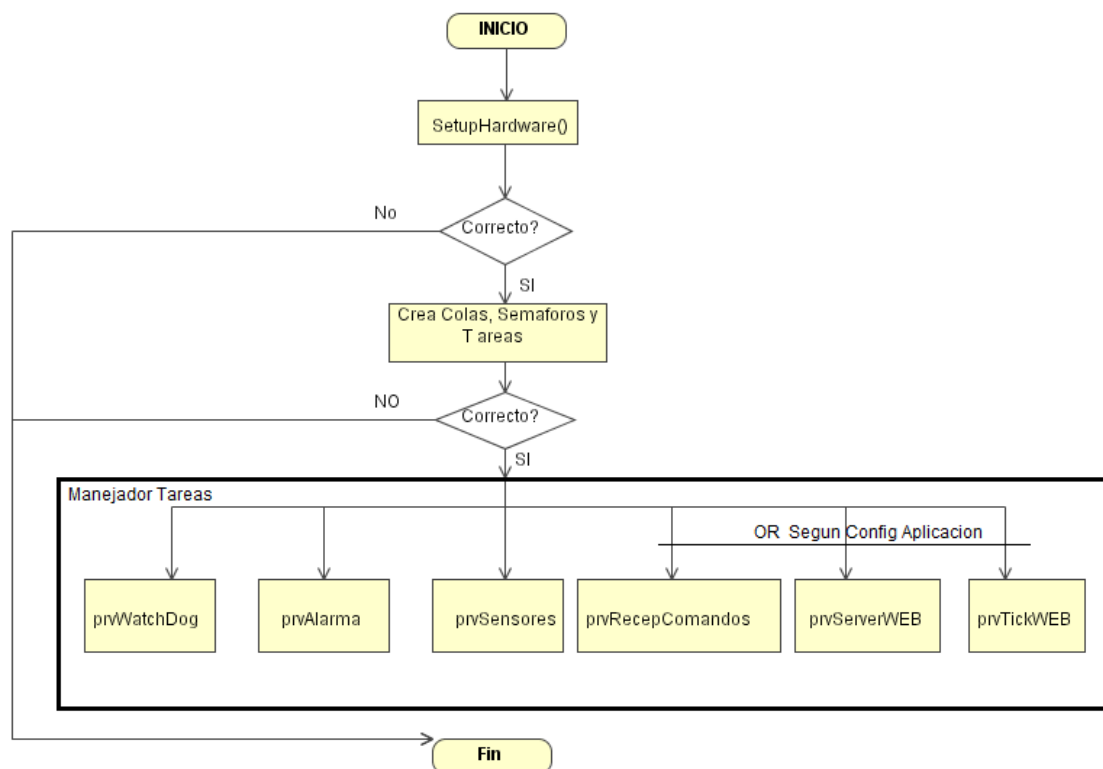 INICIO
SetupHardware()
No
Correcto?
SI
Crea Colas, Semaforos y
T areas
NO
Correcto?
SI
Manejador Tareas
OR Segun Config Aplicacion
prvWatchDog
prvAlarma
prvSensores
prvRecepComandos
prvServerWEB
prvTickWEB
Fin